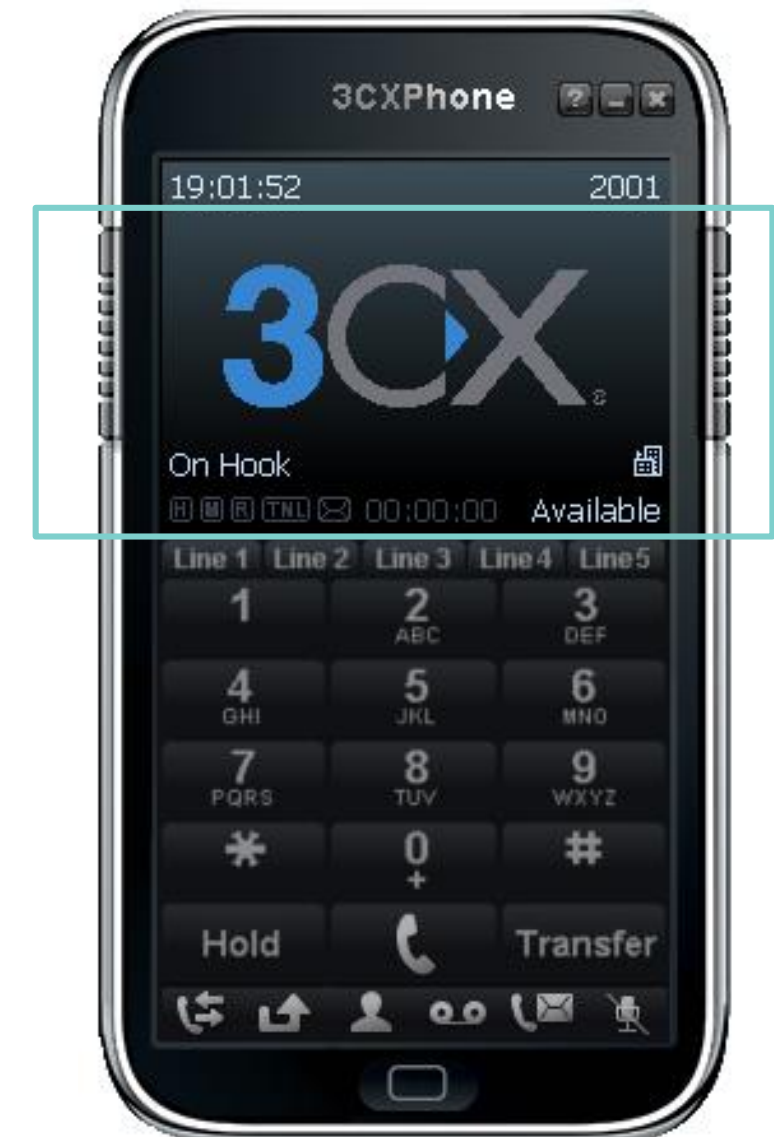 3CXPhone ? - x
19:01:52 2001
3CX
On Hook
H M R TNL 00:00:00 Available
Line 1 Line 2 Line 3 Line 4 Line5
1 2 3
ABC DEF
4 5 6
GHI JKL MNO
7 8 9
PQRS TUV WXYZ
* 0 #
+
Hold Transfer